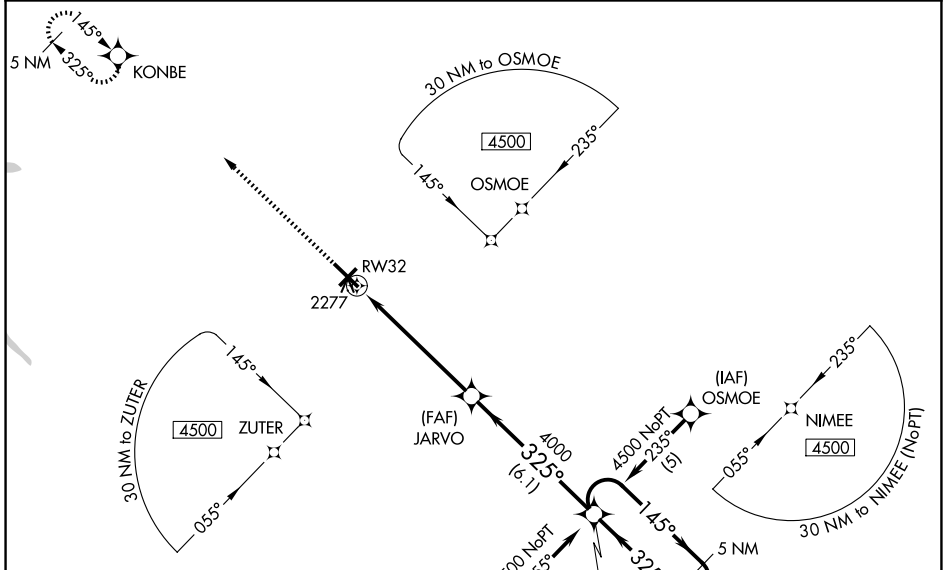 145°
5 NM
325°
KONBE
30 NM to OSMOE
4500
235°
145°
OSMOE
RW32
2277
145°
30 NM to ZUTER
4500
ZUTER
055°
(FAF)
JARVO
4000
325°
(6.1)
(IAF)
OSMOE
4500 NoPT
235°
(5)
235°
NIMEE
4500
055°
30 NM to NIMEE (NoPT)
145°
5 NM
NoPT